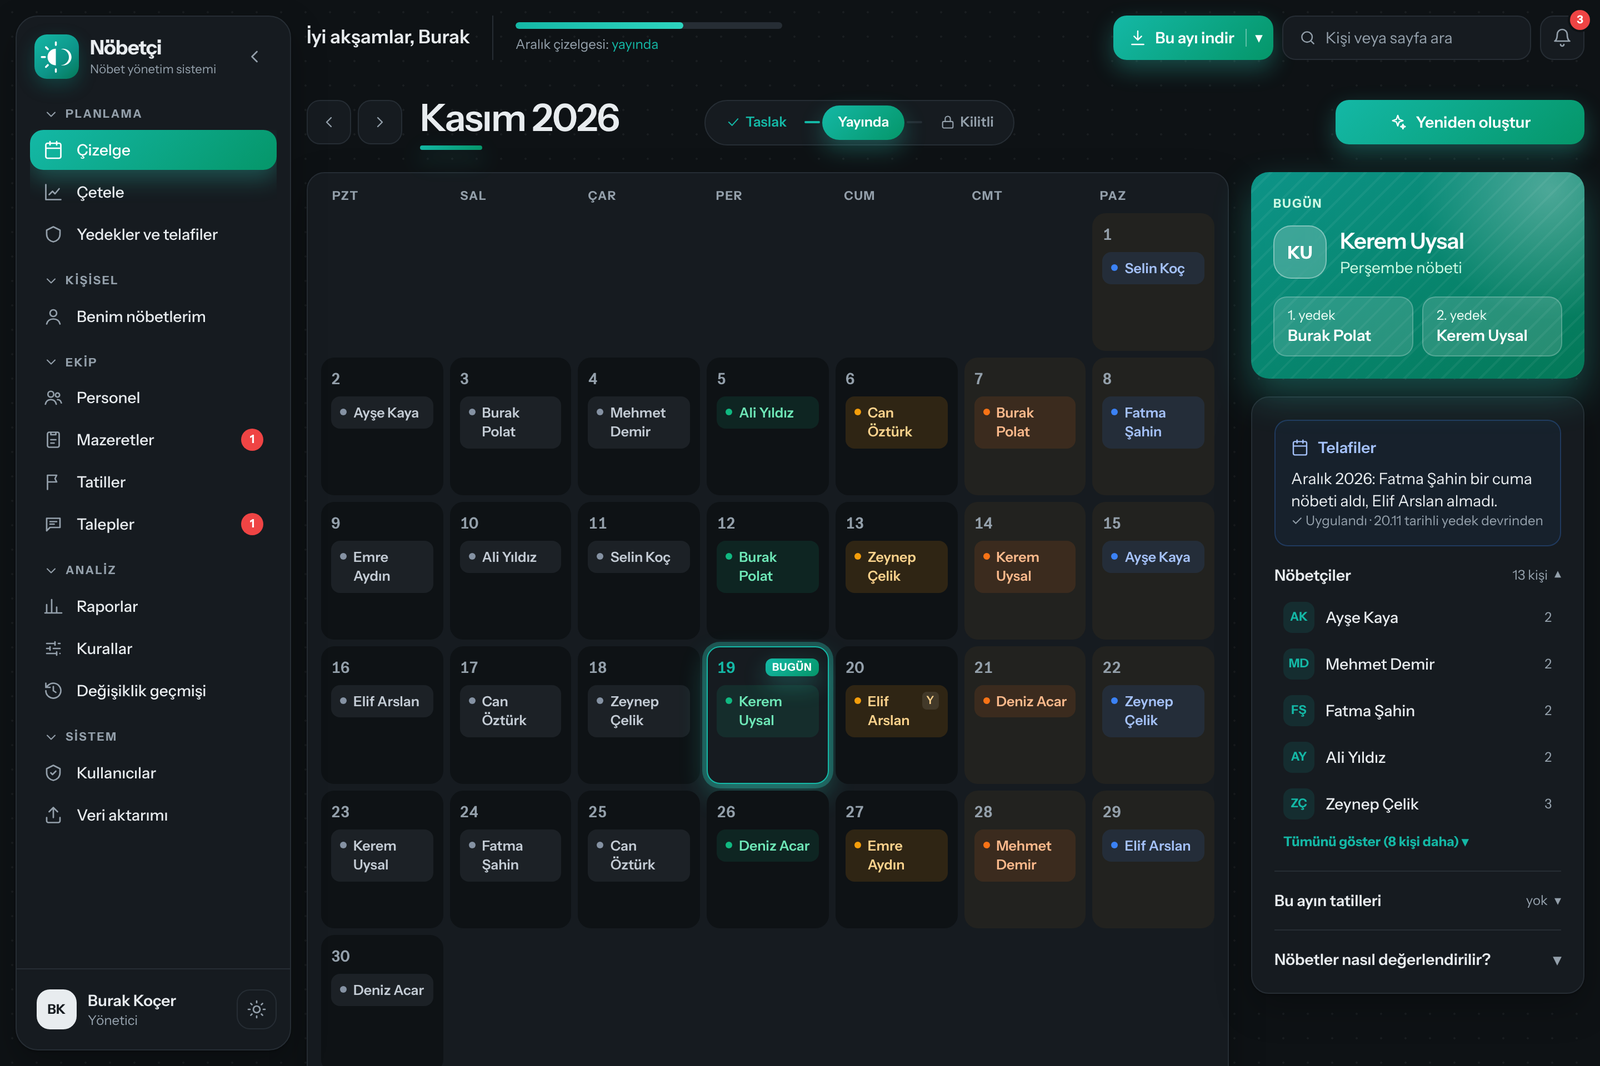 Nöbetçi
Nöbet yönetim sistemi
PLANLAMA
Çizelge
Çetele
Yedekler ve telafiler
KİŞİSEL
Benim nöbetlerim
EKİP
Personel
Mazeretler 1
Tatiller
Talepler 1
ANALİZ
Raporlar
Kurallar
Değişiklik geçmişi
SİSTEM
Kullanıcılar
Veri aktarımı
BK
Burak Koçer
Yönetici
İyi akşamlar, Burak
Aralık çizelgesi: yayında
Bu ayı indir
Kişi veya sayfa ara
3
Kasım 2026
Taslak
Yayında
Kilitli
Yeniden oluştur
PZT SAL ÇAR PER CUM CMT PAZ
1
Selin Koç
2 3 4 5 6 7 8
Ayşe Kaya
Burak
Polat
Mehmet
Demir
Ali Yıldız
Can
Öztürk
Burak
Polat
Fatma
Şahin
9 10 11 12 13 14 15
Emre
Aydın
Ali Yıldız
Selin Koç
Burak
Polat
Zeynep
Çelik
Kerem
Uysal
Ayşe Kaya
16 17 18 19 BUGÜN 20 21 22
Elif Arslan
Can
Öztürk
Zeynep
Çelik
Kerem
Uysal
Elif
Arslan
Y
Deniz Acar
Zeynep
Çelik
23 24 25 26 27 28 29
Kerem
Uysal
Fatma
Şahin
Can
Öztürk
Deniz Acar
Emre
Aydın
Mehmet
Demir
Elif Arslan
30
Deniz Acar
BUGÜN
KU
Kerem Uysal
Perşembe nöbeti
1. yedek
Burak Polat
2. yedek
Kerem Uysal
Telafiler
Aralık 2026: Fatma Şahin bir cuma
nöbeti aldı, Elif Arslan almadı.
✓ Uygulandı · 20.11 tarihli yedek devrinden
Nöbetçiler 13 kişi ▲
AK Ayşe Kaya 2
MD Mehmet Demir 2
FŞ Fatma Şahin 2
AY Ali Yıldız 2
ZÇ Zeynep Çelik 3
Tümünü göster (8 kişi daha) ▾
Bu ayın tatilleri yok ▼
Nöbetler nasıl değerlendirilir? ▼